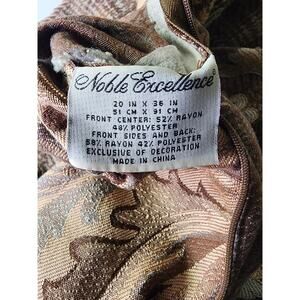 Noble Excellence
20 IN X 36 IN
51 CM X 91 CM
FRONT CENTER: 52% RAYON
48% POLYESTER
FRONT SIDES AND BACK:
58% RAYON 42% POLYESTER
EXCLUSIVE OF DECORATION
MADE IN CHINA